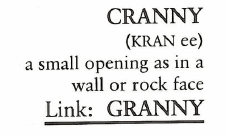 CRANNY
(KRAN ee)
a small opening as in a
wall or rock face
Link: GRANNY